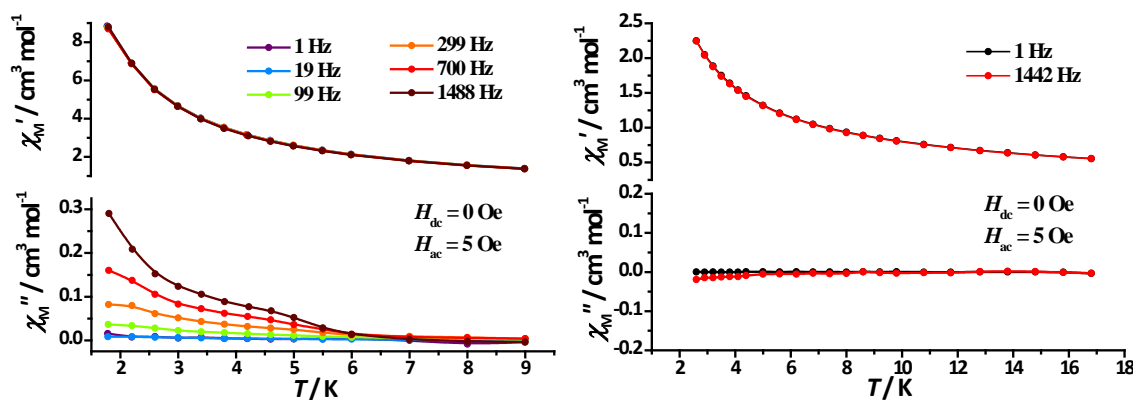 8
6
4
2
χM' / cm³ mol⁻¹
1 Hz
19 Hz
99 Hz
299 Hz
700 Hz
1488 Hz
0.3
0.2
0.1
0.0
χM'' / cm³ mol⁻¹
Hdc = 0 Oe
Hac = 5 Oe
2 3 4 5 6 7 8 9
T / K
2.5
2.0
1.5
1.0
0.5
χM' / cm³ mol⁻¹
1 Hz
1442 Hz
0.2
0.1
0.0
-0.1
-0.2
χM'' / cm³ mol⁻¹
Hdc = 0 Oe
Hac = 5 Oe
2 4 6 8 10 12 14 16 18
T / K